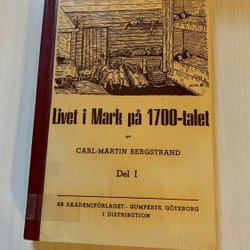 Livet i Mark på 1700-talet
av
CARL-MARTIN BERGSTRAND
Del I
AB AKADEMIFÖRLAGET - GUMPERTS, GÖTEBORG
I DISTRIBUTION